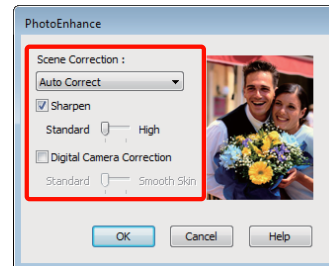 PhotoEnhance
Scene Correction :
Auto Correct
Sharpen
Standard High
Digital Camera Correction
Standard Smooth Skin
OK Cancel Help